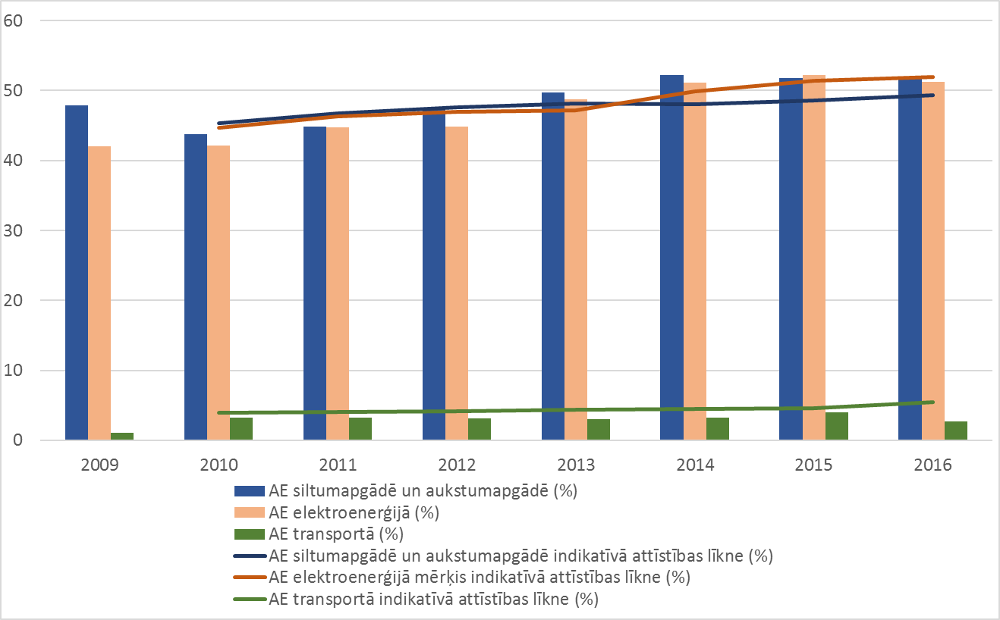 60
50
40
30
20
10
0
2009 2010 2011 2012 2013 2014 2015 2016
AE siltumapgādē un aukstumapgādē (%)
AE elektroenerģijā (%)
AE transportā (%)
AE siltumapgādē un aukstumapgādē indikatīvā attīstības līkne (%)
AE elektroenerģijā mērķis indikatīvā attīstības līkne (%)
AE transportā indikatīvā attīstības līkne (%)